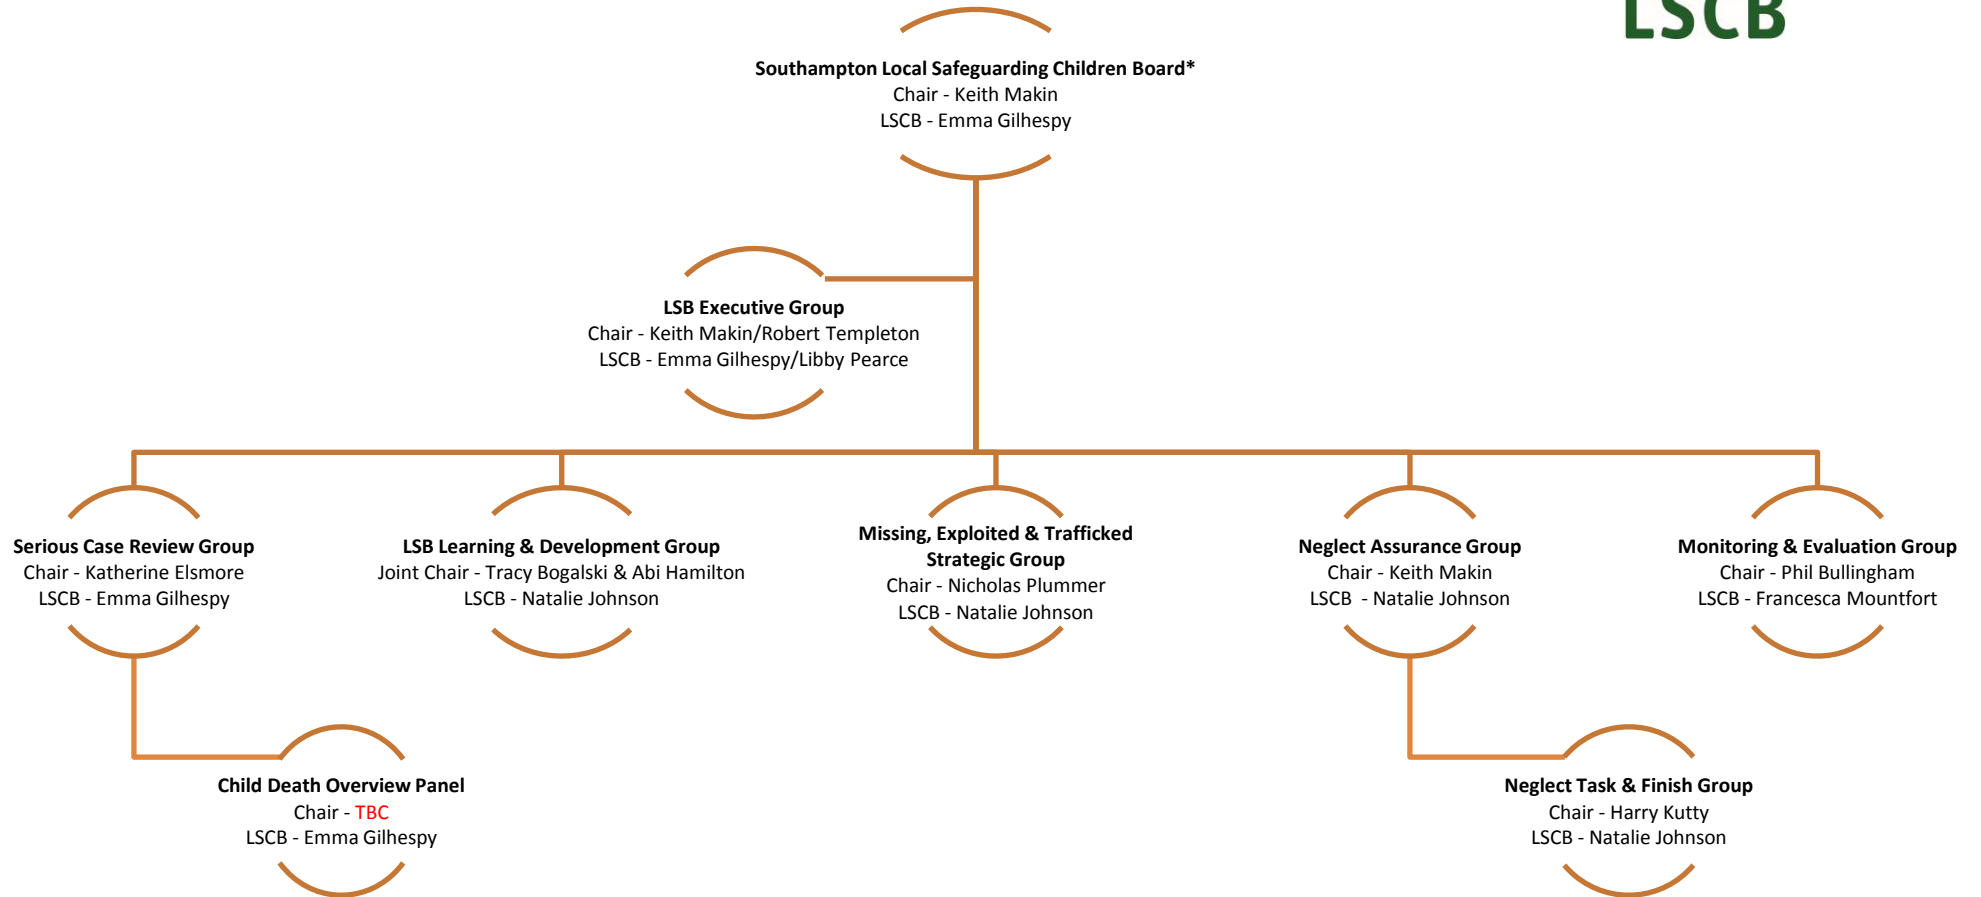 LSCB
Southampton Local Safeguarding Children Board*
Chair - Keith Makin
LSCB - Emma Gilhespy
LSB Executive Group
Chair - Keith Makin/Robert Templeton
LSCB - Emma Gilhespy/Libby Pearce
Serious Case Review Group
Chair - Katherine Elsmore
LSCB - Emma Gilhespy
LSB Learning & Development Group
Joint Chair - Tracy Bogalski & Abi Hamilton
LSCB - Natalie Johnson
Missing, Exploited & Trafficked
Strategic Group
Chair - Nicholas Plummer
LSCB - Natalie Johnson
Neglect Assurance Group
Chair - Keith Makin
LSCB - Natalie Johnson
Monitoring & Evaluation Group
Chair - Phil Bullingham
LSCB - Francesca Mountfort
Child Death Overview Panel
Chair - TBC
LSCB - Emma Gilhespy
Neglect Task & Finish Group
Chair - Harry Kutty
LSCB - Natalie Johnson